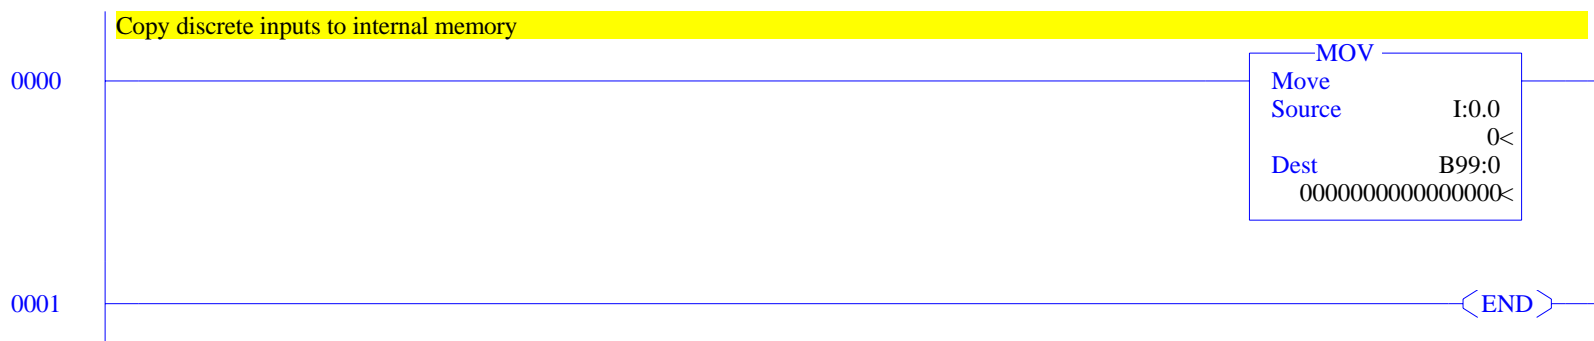 Copy discrete inputs to internal memory
MOV
0000
Move
Source I:0.0
0<
Dest B99:0
0000000000000000<
0001
END